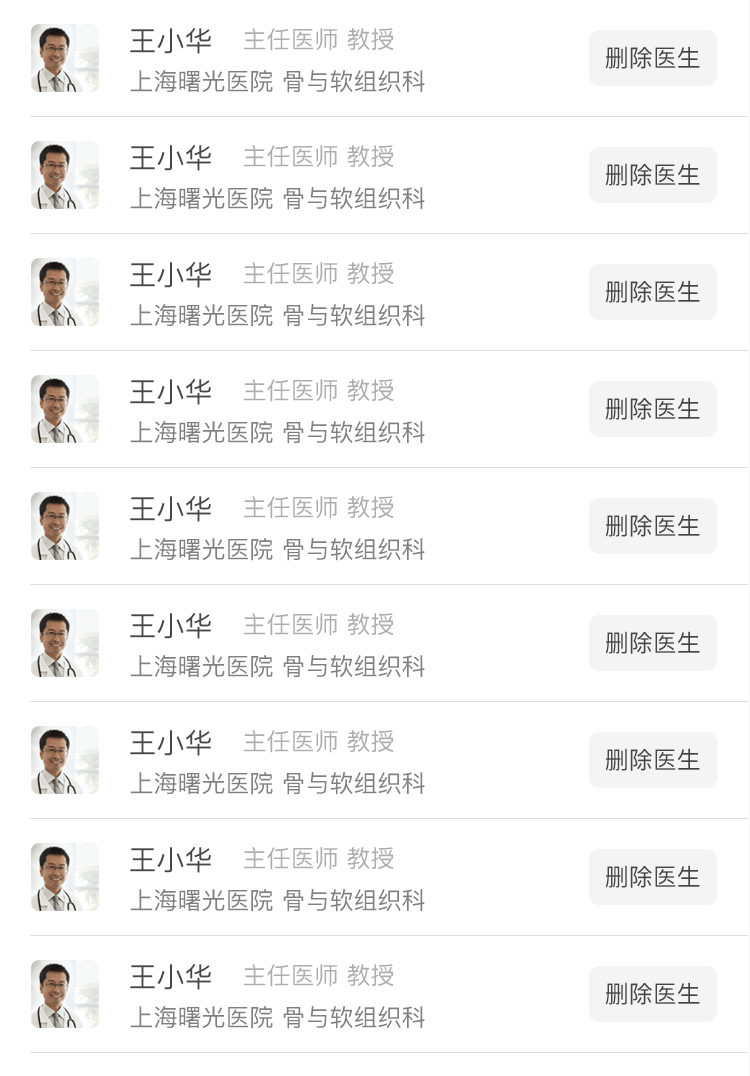 王小华 主任医师 教授
上海曙光医院 骨与软组织科
删除医生
王小华 主任医师 教授
上海曙光医院 骨与软组织科
删除医生
王小华 主任医师 教授
上海曙光医院 骨与软组织科
删除医生
王小华 主任医师 教授
上海曙光医院 骨与软组织科
删除医生
王小华 主任医师 教授
上海曙光医院 骨与软组织科
删除医生
王小华 主任医师 教授
上海曙光医院 骨与软组织科
删除医生
王小华 主任医师 教授
上海曙光医院 骨与软组织科
删除医生
王小华 主任医师 教授
上海曙光医院 骨与软组织科
删除医生
王小华 主任医师 教授
上海曙光医院 骨与软组织科
删除医生